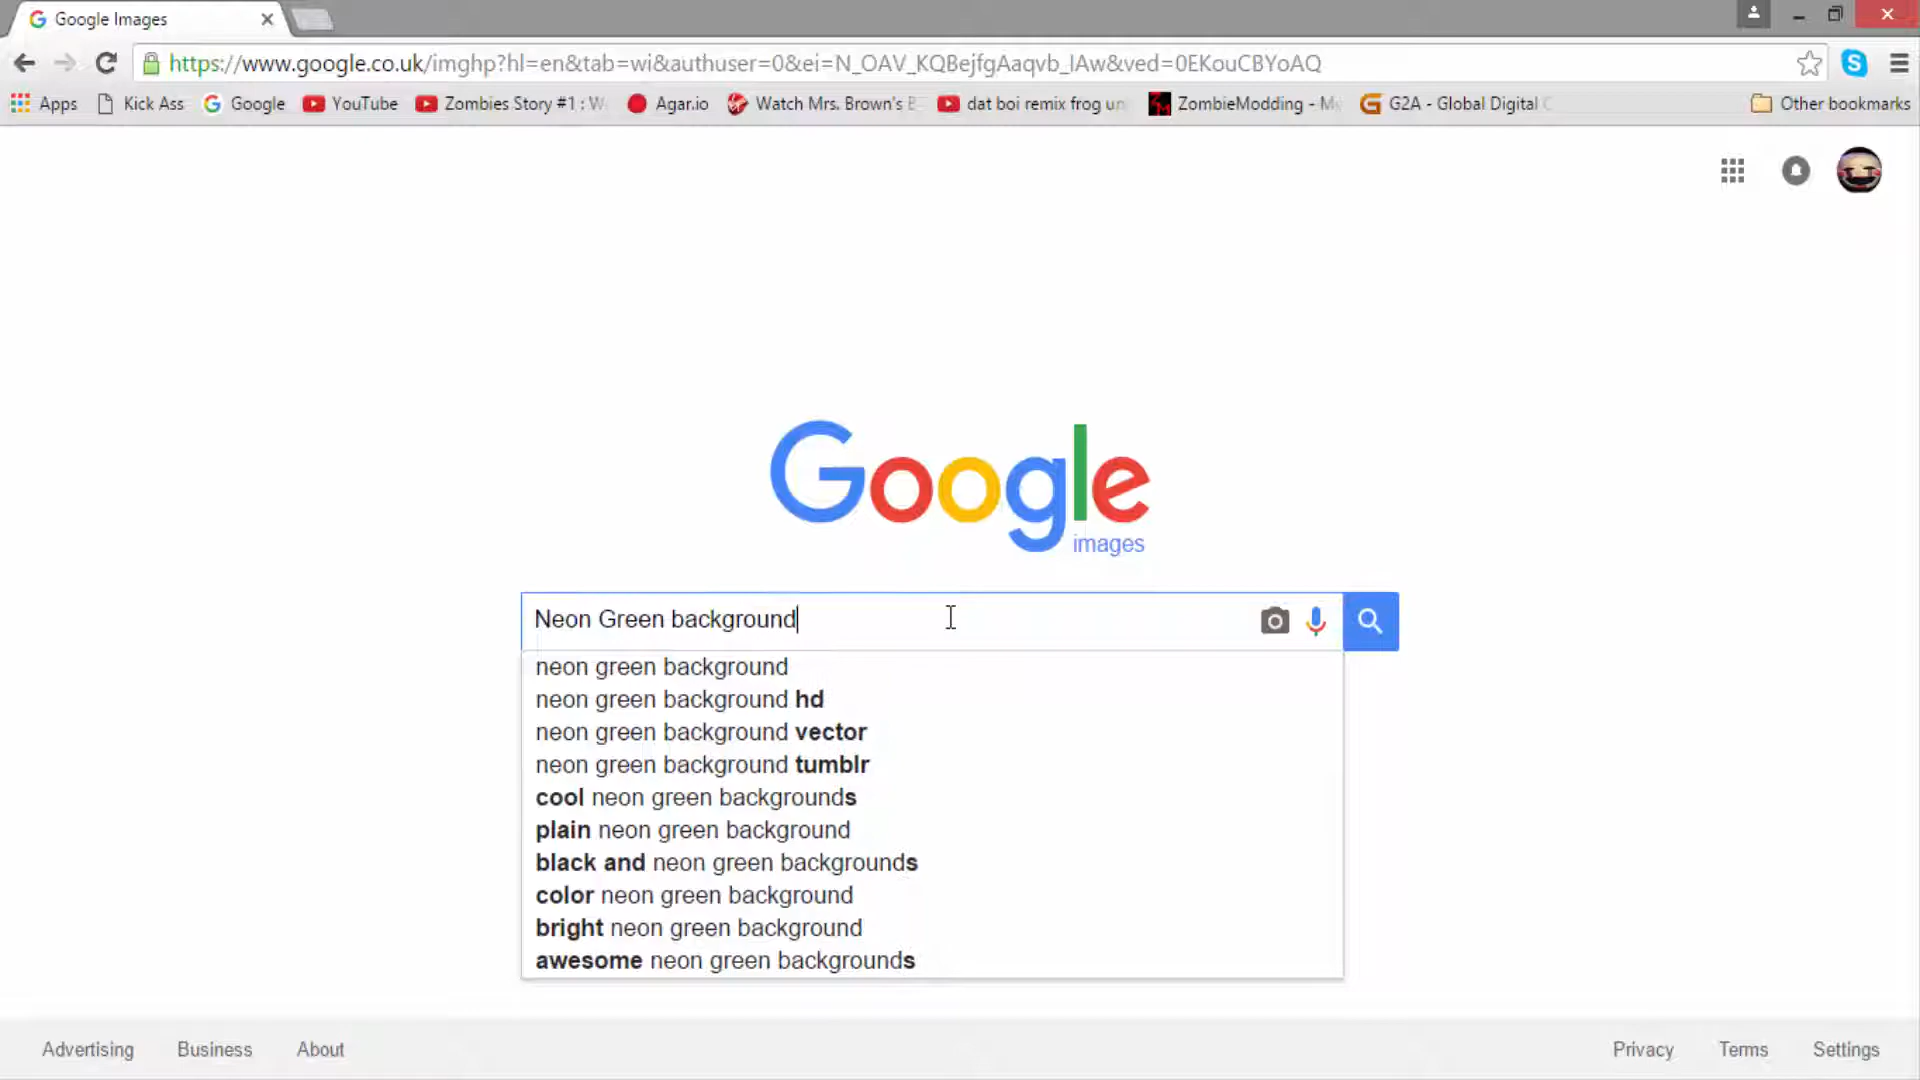 Google Images
https://www.google.co.uk/imghp?hl=en&tab=wi&authuser=0&ei=N_OAV_KQBejfgAaqvb_IAw&ved=0EKouCBYoAQ
Apps Kick Ass Google YouTube Zombies Story #1 : W Agar.io Watch Mrs. Brown's B dat boi remix frog un ZombieModding - M G2A - Global Digital Other bookmarks
Google
images
Neon Green background
neon green background
neon green background hd
neon green background vector
neon green background tumblr
cool neon green backgrounds
plain neon green background
black and neon green backgrounds
color neon green background
bright neon green background
awesome neon green backgrounds
Advertising Business About Privacy Terms Settings